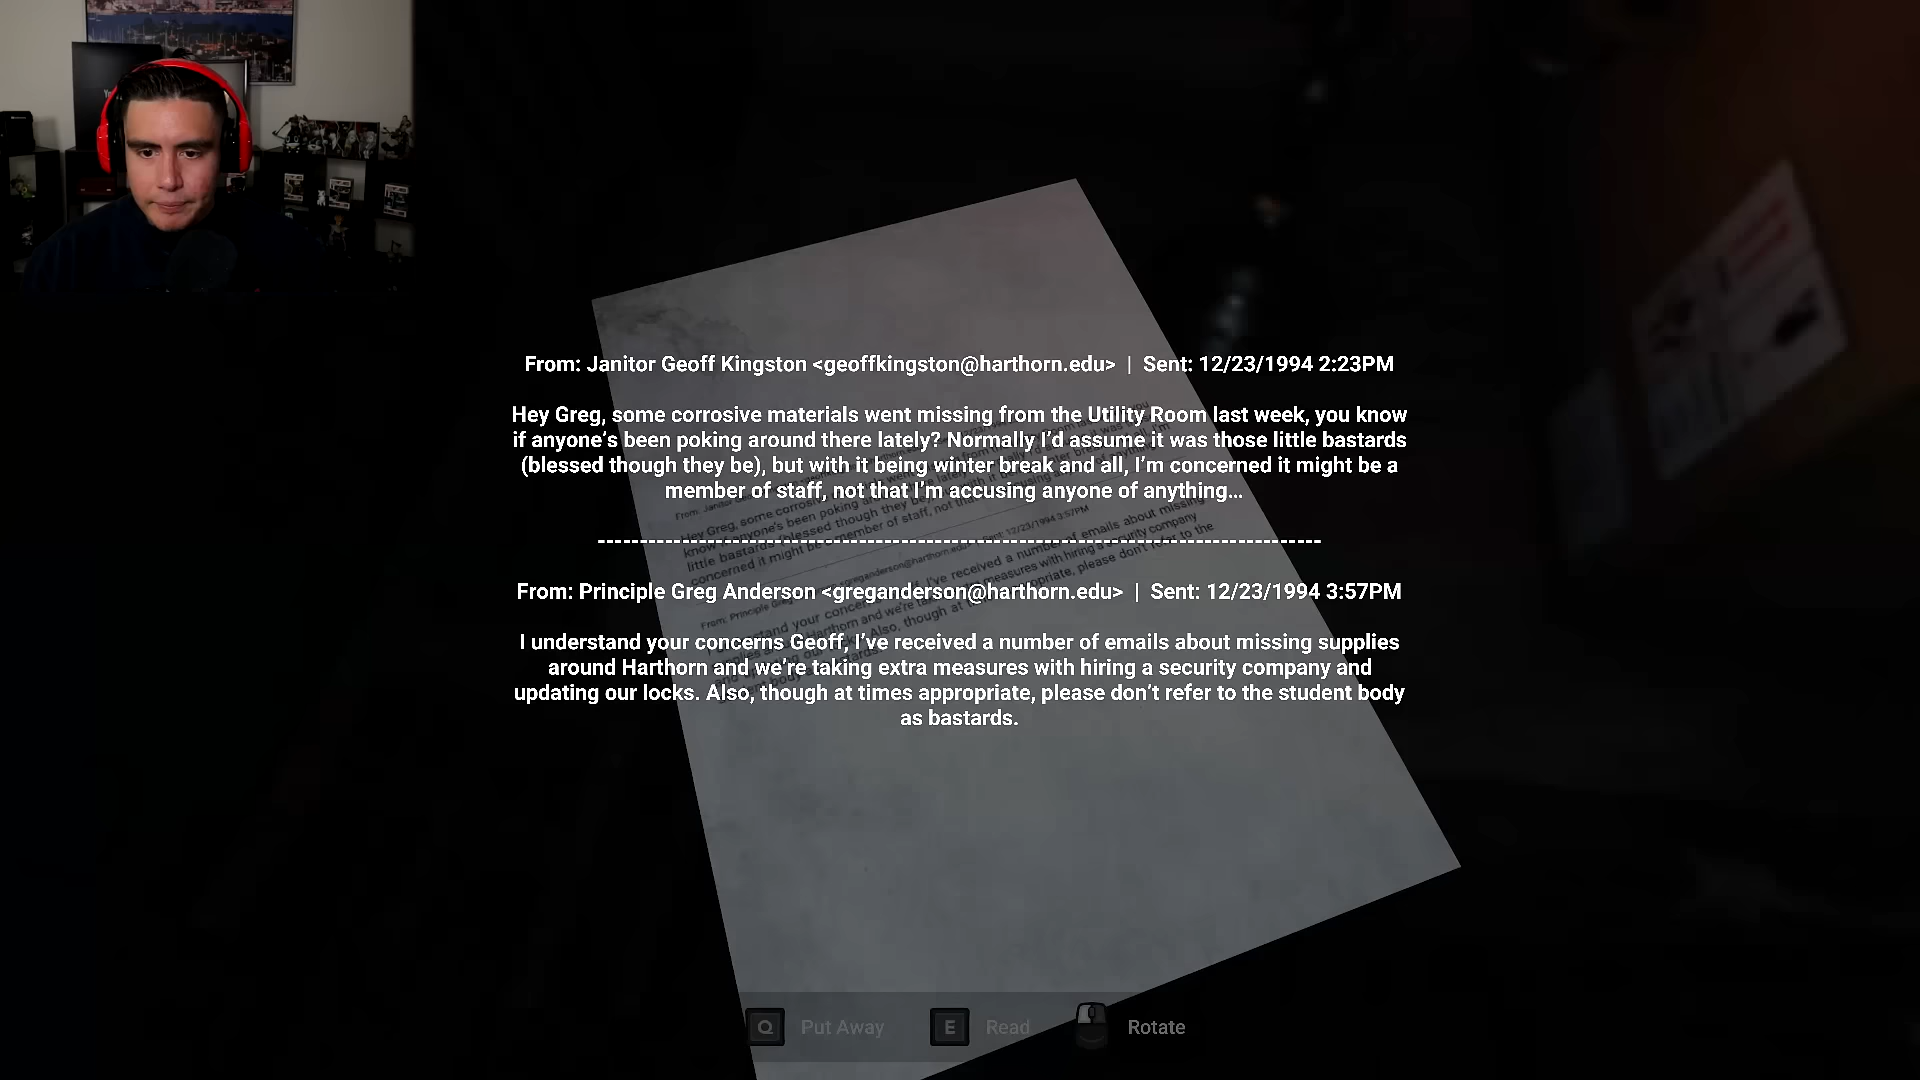 From: Janitor Geoff Kingston <geoffkingston@harthorn.edu> | Sent: 12/23/1994 2:23PM
Hey Greg, some corrosive materials went missing from the Utility Room last week, you know
if anyone's been poking around there lately? Normally I'd assume it was those little bastards
(blessed though they be), but with it being winter break and all, I'm concerned it might be a
member of staff, not that I'm accusing anyone of anything...
--------------------------------------------------------------------------------------
From: Principle Greg Anderson <greganderson@harthorn.edu> | Sent: 12/23/1994 3:57PM
I understand your concerns Geoff, I've received a number of emails about missing supplies
around Harthorn and we're taking extra measures with hiring a security company and
updating our locks. Also, though at times appropriate, please don't refer to the student body
as bastards.
Q Put Away E Read Rotate